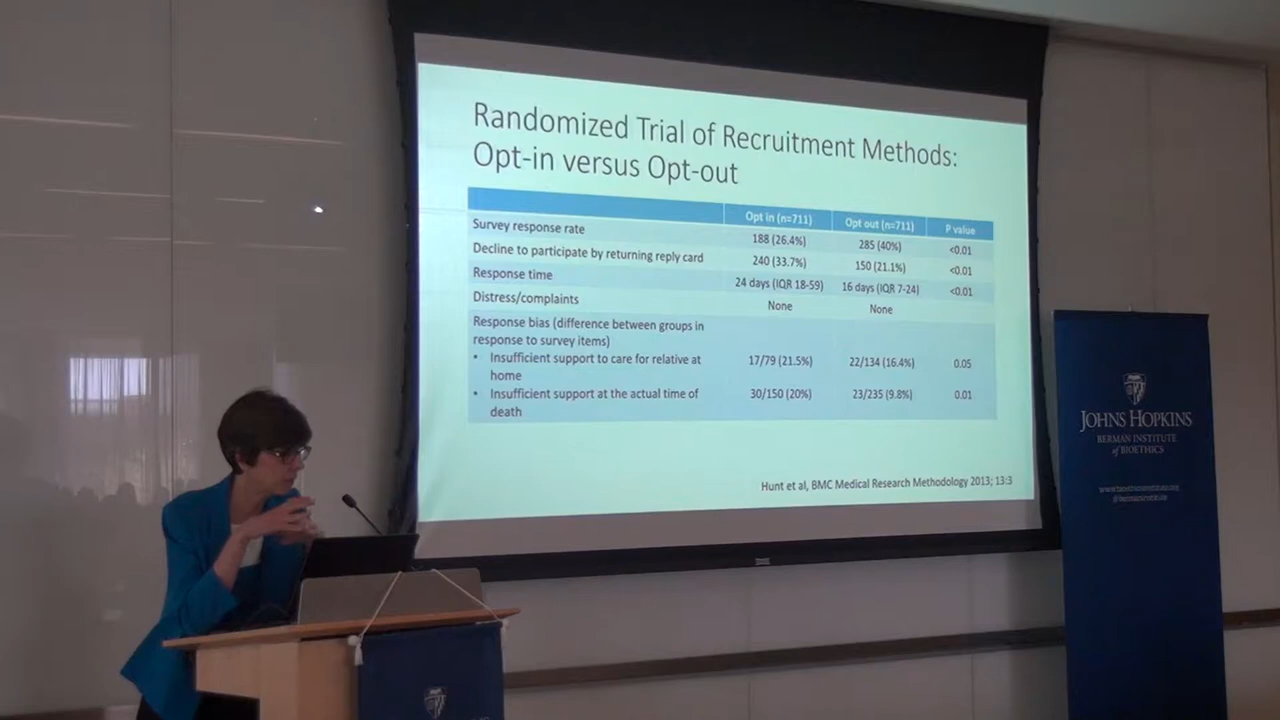 Randomized Trial of Recruitment Methods:
Opt-in versus Opt-out
Opt in (n=711) Opt out (n=711) P value
Survey response rate 188 (26.4%) 285 (40%) <0.01
Decline to participate by returning reply card 240 (33.7%) 150 (21.1%) <0.01
Response time 24 days (IQR 18-59) 16 days (IQR 7-24) <0.01
Distress/complaints None None
Response bias (difference between groups in
response to survey items)
• Insufficient support to care for relative at 17/79 (21.5%) 22/134 (16.4%) 0.05
home
• Insufficient support at the actual time of 30/150 (20%) 23/235 (9.8%) 0.01
death
Hunt et al, BMC Medical Research Methodology 2013; 13:3
JOHNS HOPKINS
BERMAN INSTITUTE
of BIOETHICS